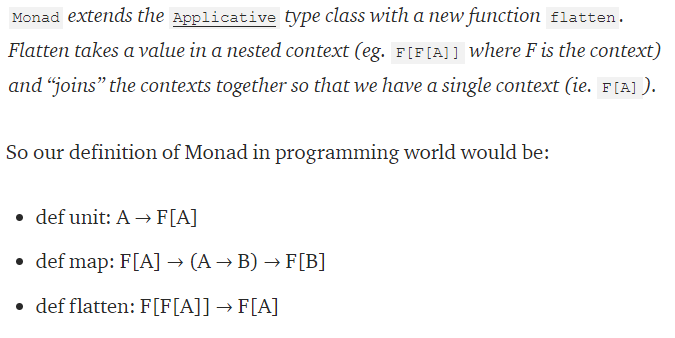 Monad extends the Applicative type class with a new function flatten.
Flatten takes a value in a nested context (eg. F[F[A]] where F is the context)
and “joins” the contexts together so that we have a single context (ie. F[A]).
So our definition of Monad in programming world would be:
• def unit: A → F[A]
• def map: F[A] → (A → B) → F[B]
• def flatten: F[F[A]] → F[A]